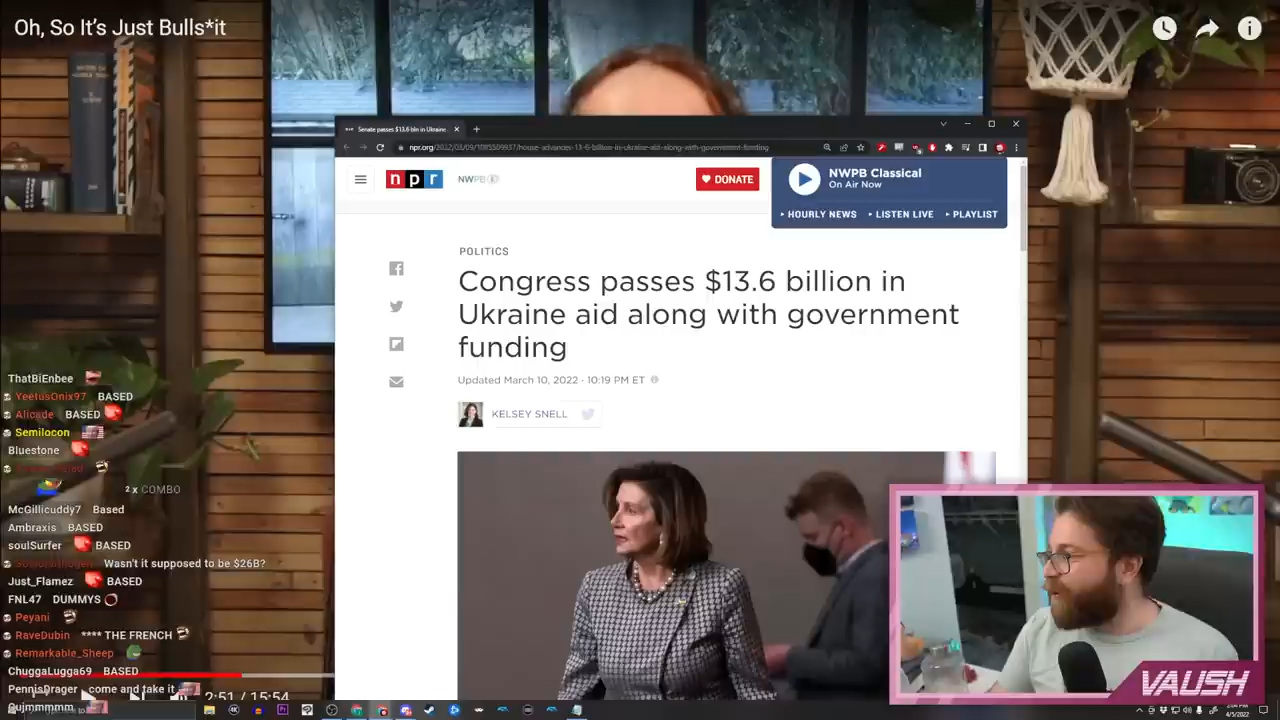 Oh, So It's Just Bulls*it
Senate passes $13.6 bln in Ukraine
npr.org/2022/03/09/1085509937/house-advances-13-6-billion-in-ukraine-aid-along-with-government-funding
npr
NWPB
DONATE
NWPB Classical
On Air Now
HOURLY NEWS
LISTEN LIVE
PLAYLIST
POLITICS
Congress passes $13.6 billion in
Ukraine aid along with government
funding
Updated March 10, 2022 · 10:19 PM ET
KELSEY SNELL
ThatBiEnbee
YeetusOnix97 BASED
Alicade BASED
Semilocon
Bluestone
2 x COMBO
McGillicuddy7 Based
Ambraxis BASED
soulSurfer BASED
Wasn't it supposed to be $26B?
Just_Flamez BASED
FNL47 DUMMYS
Peyani
RaveDubin **** THE FRENCH
Remarkable_Sheep
ChuggaLugga69 BASED
PennisDrager come and take it
2:51 / 15:54
VAUSH
4/5/2022